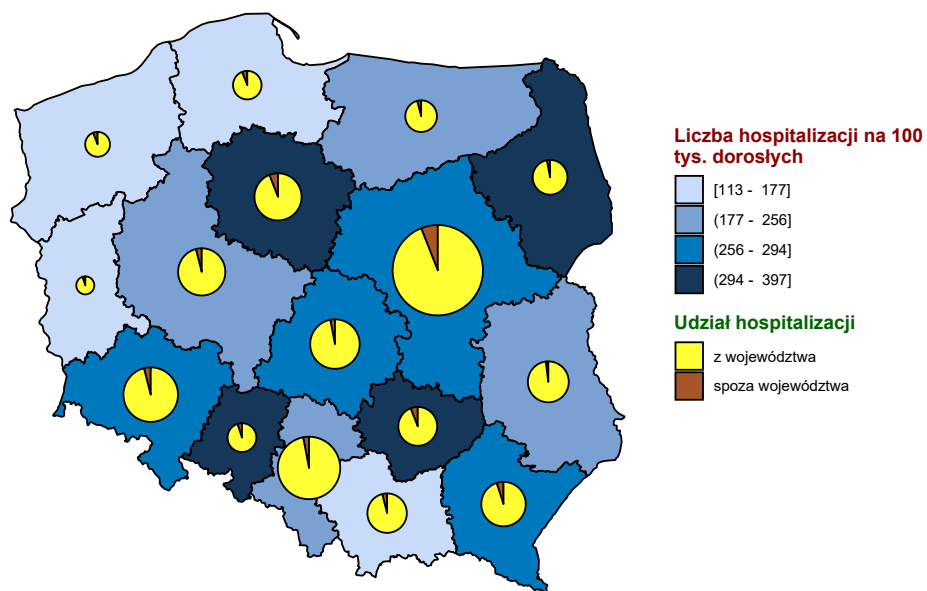 Liczba hospitalizacji na 100
tys. dorosłych
[113 - 177]
(177 - 256]
(256 - 294]
(294 - 397]
Udział hospitalizacji
z województwa
spoza województwa